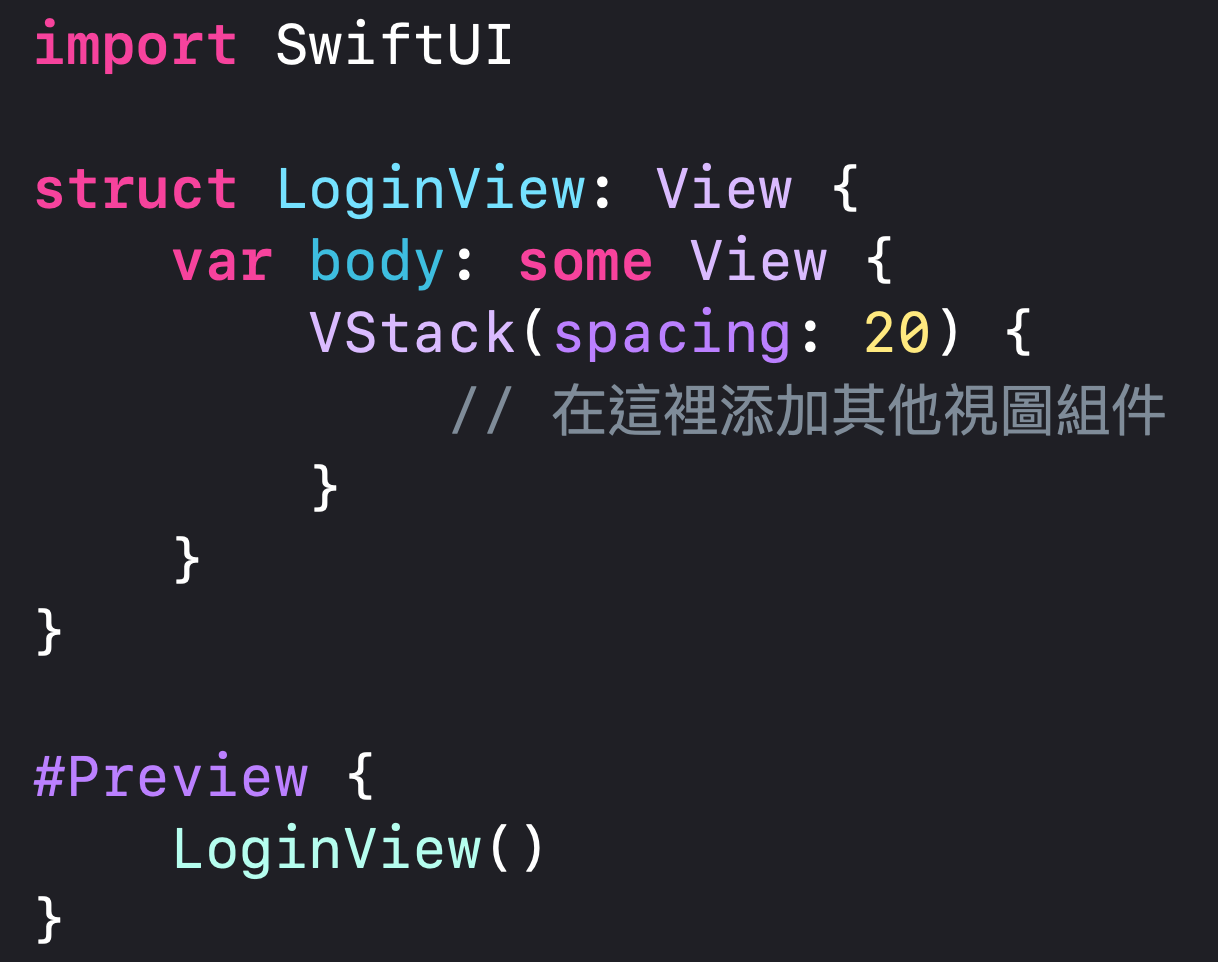 import SwiftUI
struct LoginView: View {
var body: some View {
VStack(spacing: 20) {
// 在這裡添加其他視圖組件
}
}
}
#Preview {
LoginView()
}